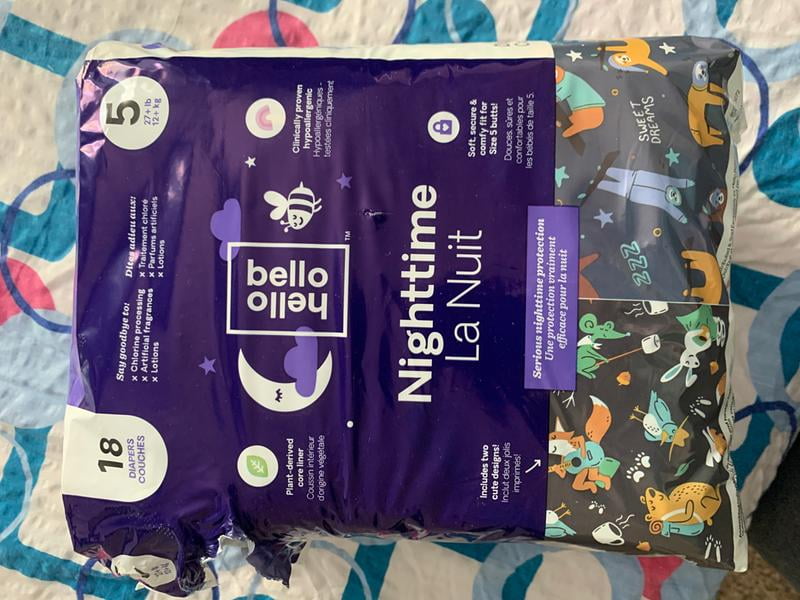 18
DIAPERS
COUCHES
Say goodbye to!
× Chlorine processing
× Artificial fragrances
× Lotions
Dites adieu aux!
× Traitement chloré
× Parfums artificiels
× Lotions
5
27+ lb
12+ kg
hello
bello
TM
Plant-derived
core liner
Coussin intérieur
d'origine végétale
Clinically proven
hypoallergenic
Hypoallergéniques -
testées cliniquement
Nighttime
La Nuit
Includes two
cute designs!
Inclut deux jolis
imprimés!
Soft, secure &
comfy fit for
Size 5 butts!
Douces, sûres et
confortables pour
les bébés de taille 5.
Serious nighttime protection
Une protection vraiment
efficace pour la nuit
ZZZ
SWEET
DREAMS